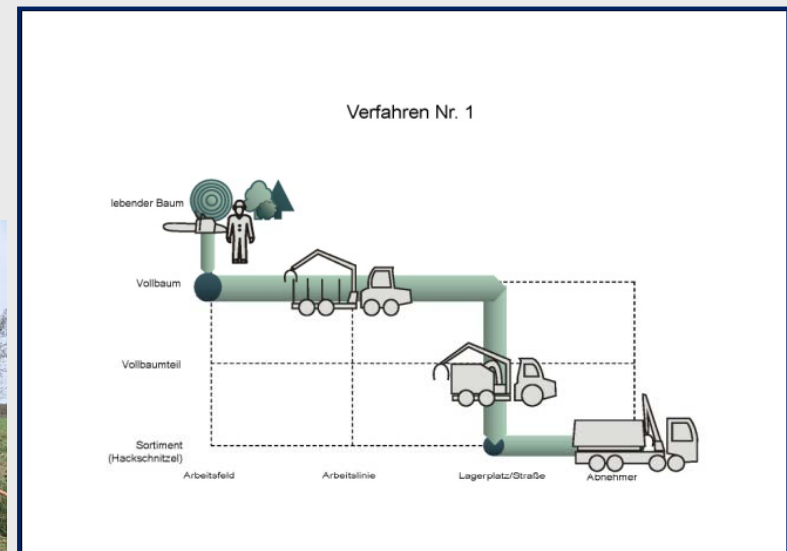 Verfahren Nr. 1
lebender Baum
Vollbaum
Vollbaumteil
Sortiment
(Hackschnitzel)
Arbeitsfeld
Arbeitslinie
Lagerplatz/Straße
Abnehmer